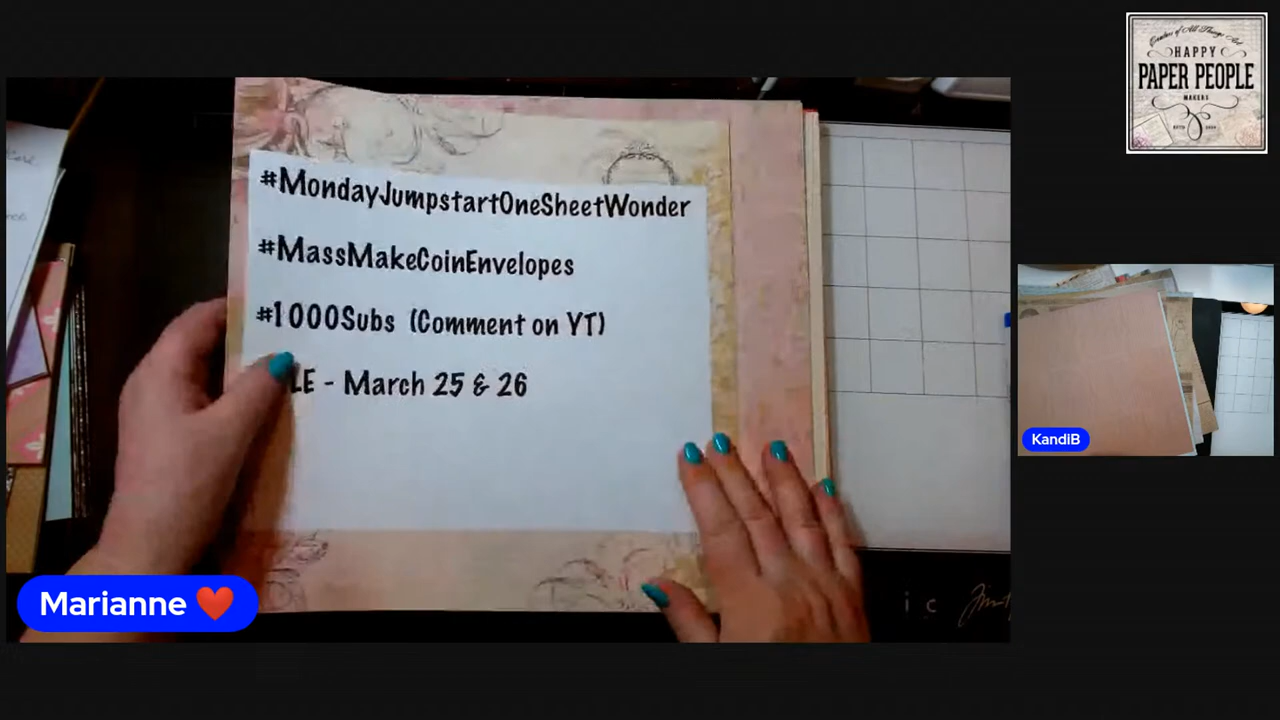 #MondayJumpstartOneSheetWonder
#MassMakeCoinEnvelopes
#1000Subs (Comment on YT)
LE - March 25 & 26
Marianne ❤️
KandiB
HAPPY
PAPER PEOPLE
MAKERS